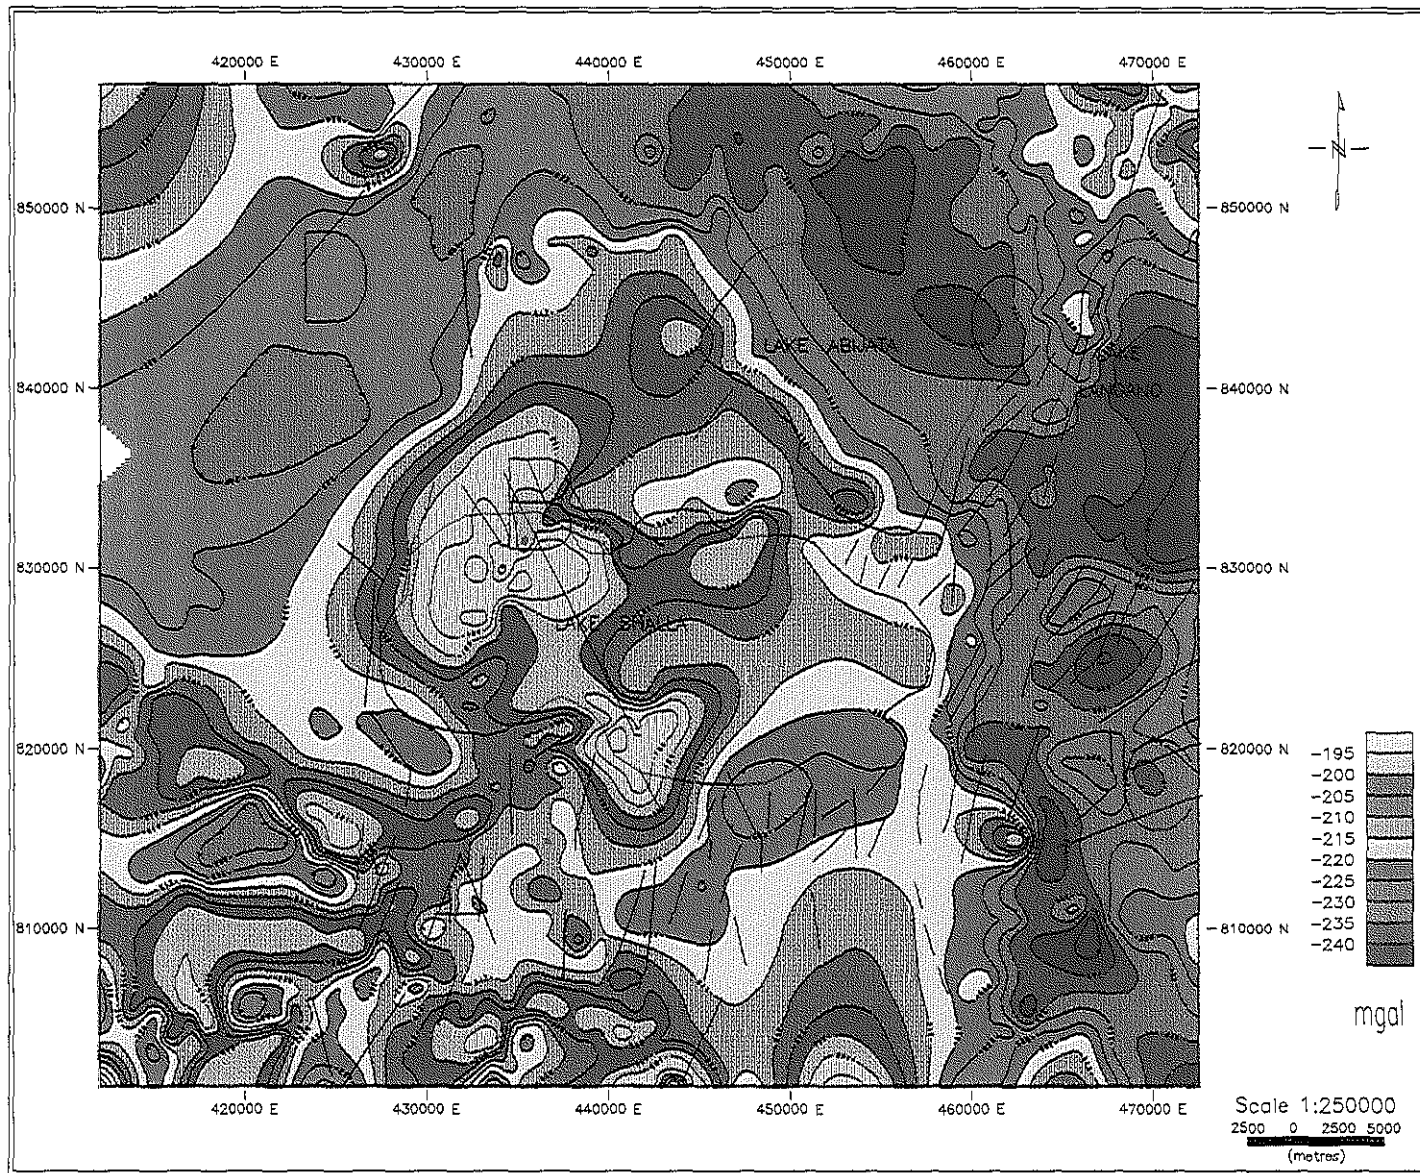 420000 E 430000 E 440000 E 450000 E 460000 E 470000 E
N
850000 N 850000 N
LAKE ABIJATA
LAKE
840000 N 840000 N
LANGANO
830000 N 830000 N
LAKE SHALLA
820000 N 820000 N
-195
-200
-205
-210
-215
-220
-225
-230
-235
-240
810000 N 810000 N
mgal
420000 E 430000 E 440000 E 450000 E 460000 E 470000 E
Scale 1:250000
2500 0 2500 5000
(metres)